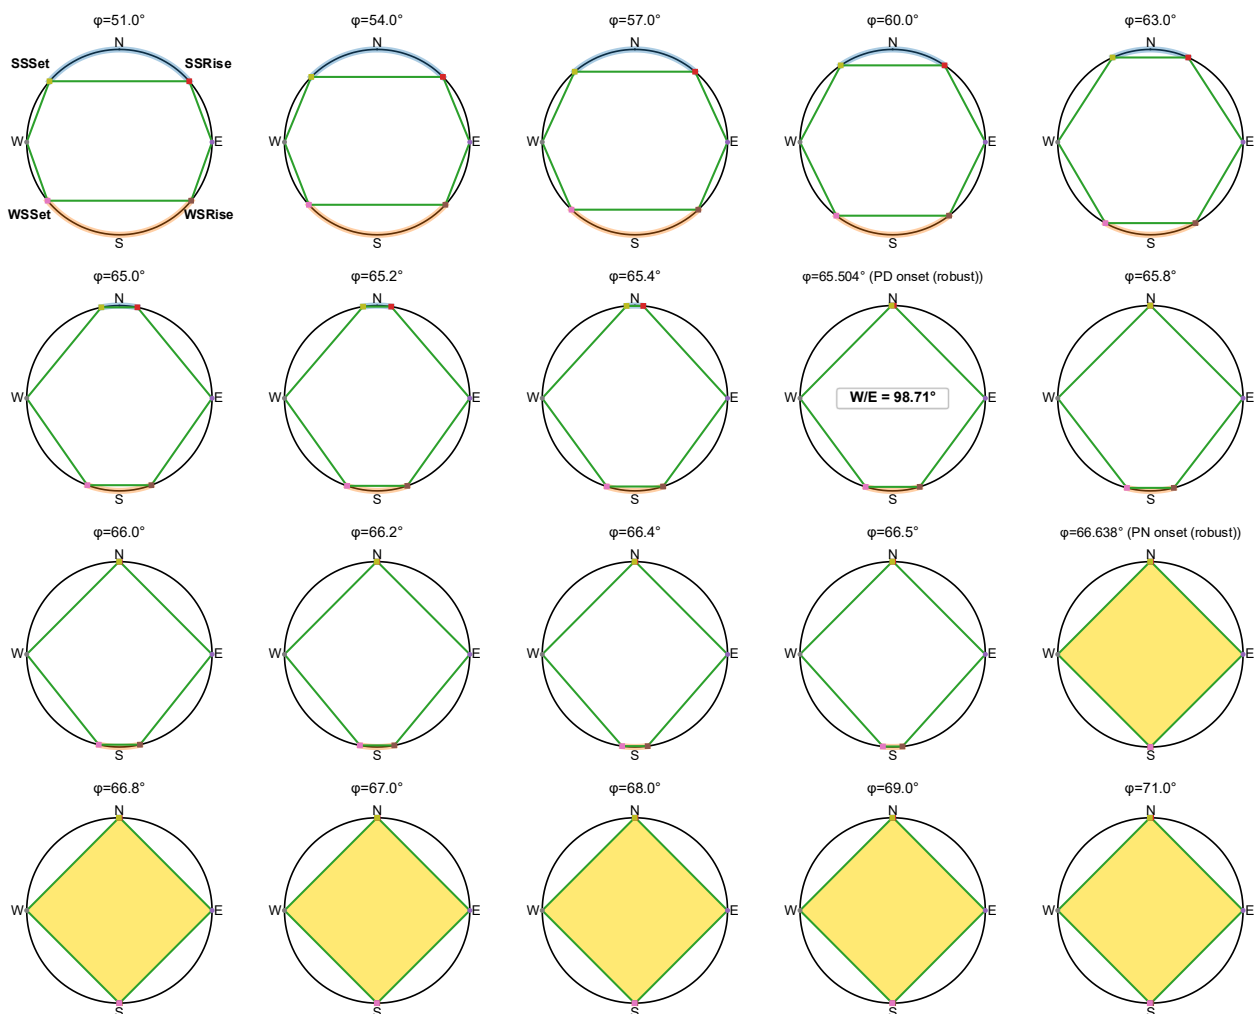 φ=51.0° φ=54.0° φ=57.0° φ=60.0° φ=63.0°
N N N N N
SSSet SSRise
W E W E W E W E W E
WSSet WSRise
S S S S S
φ=65.0° φ=65.2° φ=65.4° φ=65.504° (PD onset (robust)) φ=65.8°
N N N N N
W E W E W E W W/E = 98.71° E W E
S S S S S
φ=66.0° φ=66.2° φ=66.4° φ=66.5° φ=66.638° (PN onset (robust))
N N N N N
W E W E W E W E W E
S S S S S
φ=66.8° φ=67.0° φ=68.0° φ=69.0° φ=71.0°
N N N N N
W E W E W E W E W E
S S S S S